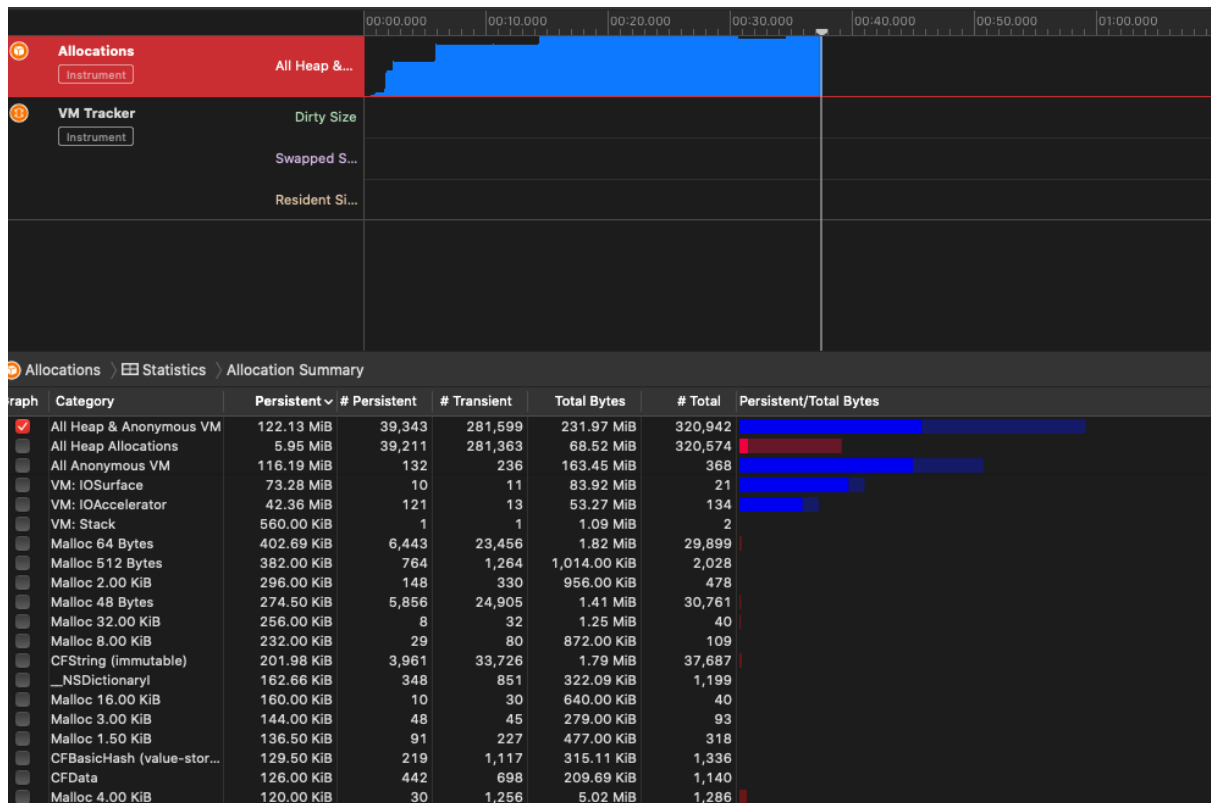 00:00.000 00:10.000 00:20.000 00:30.000 00:40.000 00:50.000 01:00.000
Allocations
Instrument
All Heap &...
VM Tracker
Instrument
Dirty Size
Swapped S...
Resident Si...
Allocations Statistics Allocation Summary
raph Category Persistent # Persistent # Transient Total Bytes # Total Persistent/Total Bytes
All Heap & Anonymous VM 122.13 MiB 39,343 281,599 231.97 MiB 320,942
All Heap Allocations 5.95 MiB 39,211 281,363 68.52 MiB 320,574
All Anonymous VM 116.19 MiB 132 236 163.45 MiB 368
VM: IOSurface 73.28 MiB 10 11 83.92 MiB 21
VM: IOAccelerator 42.36 MiB 121 13 53.27 MiB 134
VM: Stack 560.00 KiB 1 1 1.09 MiB 2
Malloc 64 Bytes 402.69 KiB 6,443 23,456 1.82 MiB 29,899
Malloc 512 Bytes 382.00 KiB 764 1,264 1,014.00 KiB 2,028
Malloc 2.00 KiB 296.00 KiB 148 330 956.00 KiB 478
Malloc 48 Bytes 274.50 KiB 5,856 24,905 1.41 MiB 30,761
Malloc 32.00 KiB 256.00 KiB 8 32 1.25 MiB 40
Malloc 8.00 KiB 232.00 KiB 29 80 872.00 KiB 109
CFString (immutable) 201.98 KiB 3,961 33,726 1.79 MiB 37,687
__NSDictionaryI 162.66 KiB 348 851 322.09 KiB 1,199
Malloc 16.00 KiB 160.00 KiB 10 30 640.00 KiB 40
Malloc 3.00 KiB 144.00 KiB 48 45 279.00 KiB 93
Malloc 1.50 KiB 136.50 KiB 91 227 477.00 KiB 318
CFBasicHash (value-stor... 129.50 KiB 219 1,117 315.11 KiB 1,336
CFData 126.00 KiB 442 698 209.69 KiB 1,140
Malloc 4.00 KiB 120.00 KiB 30 1,256 5.02 MiB 1,286